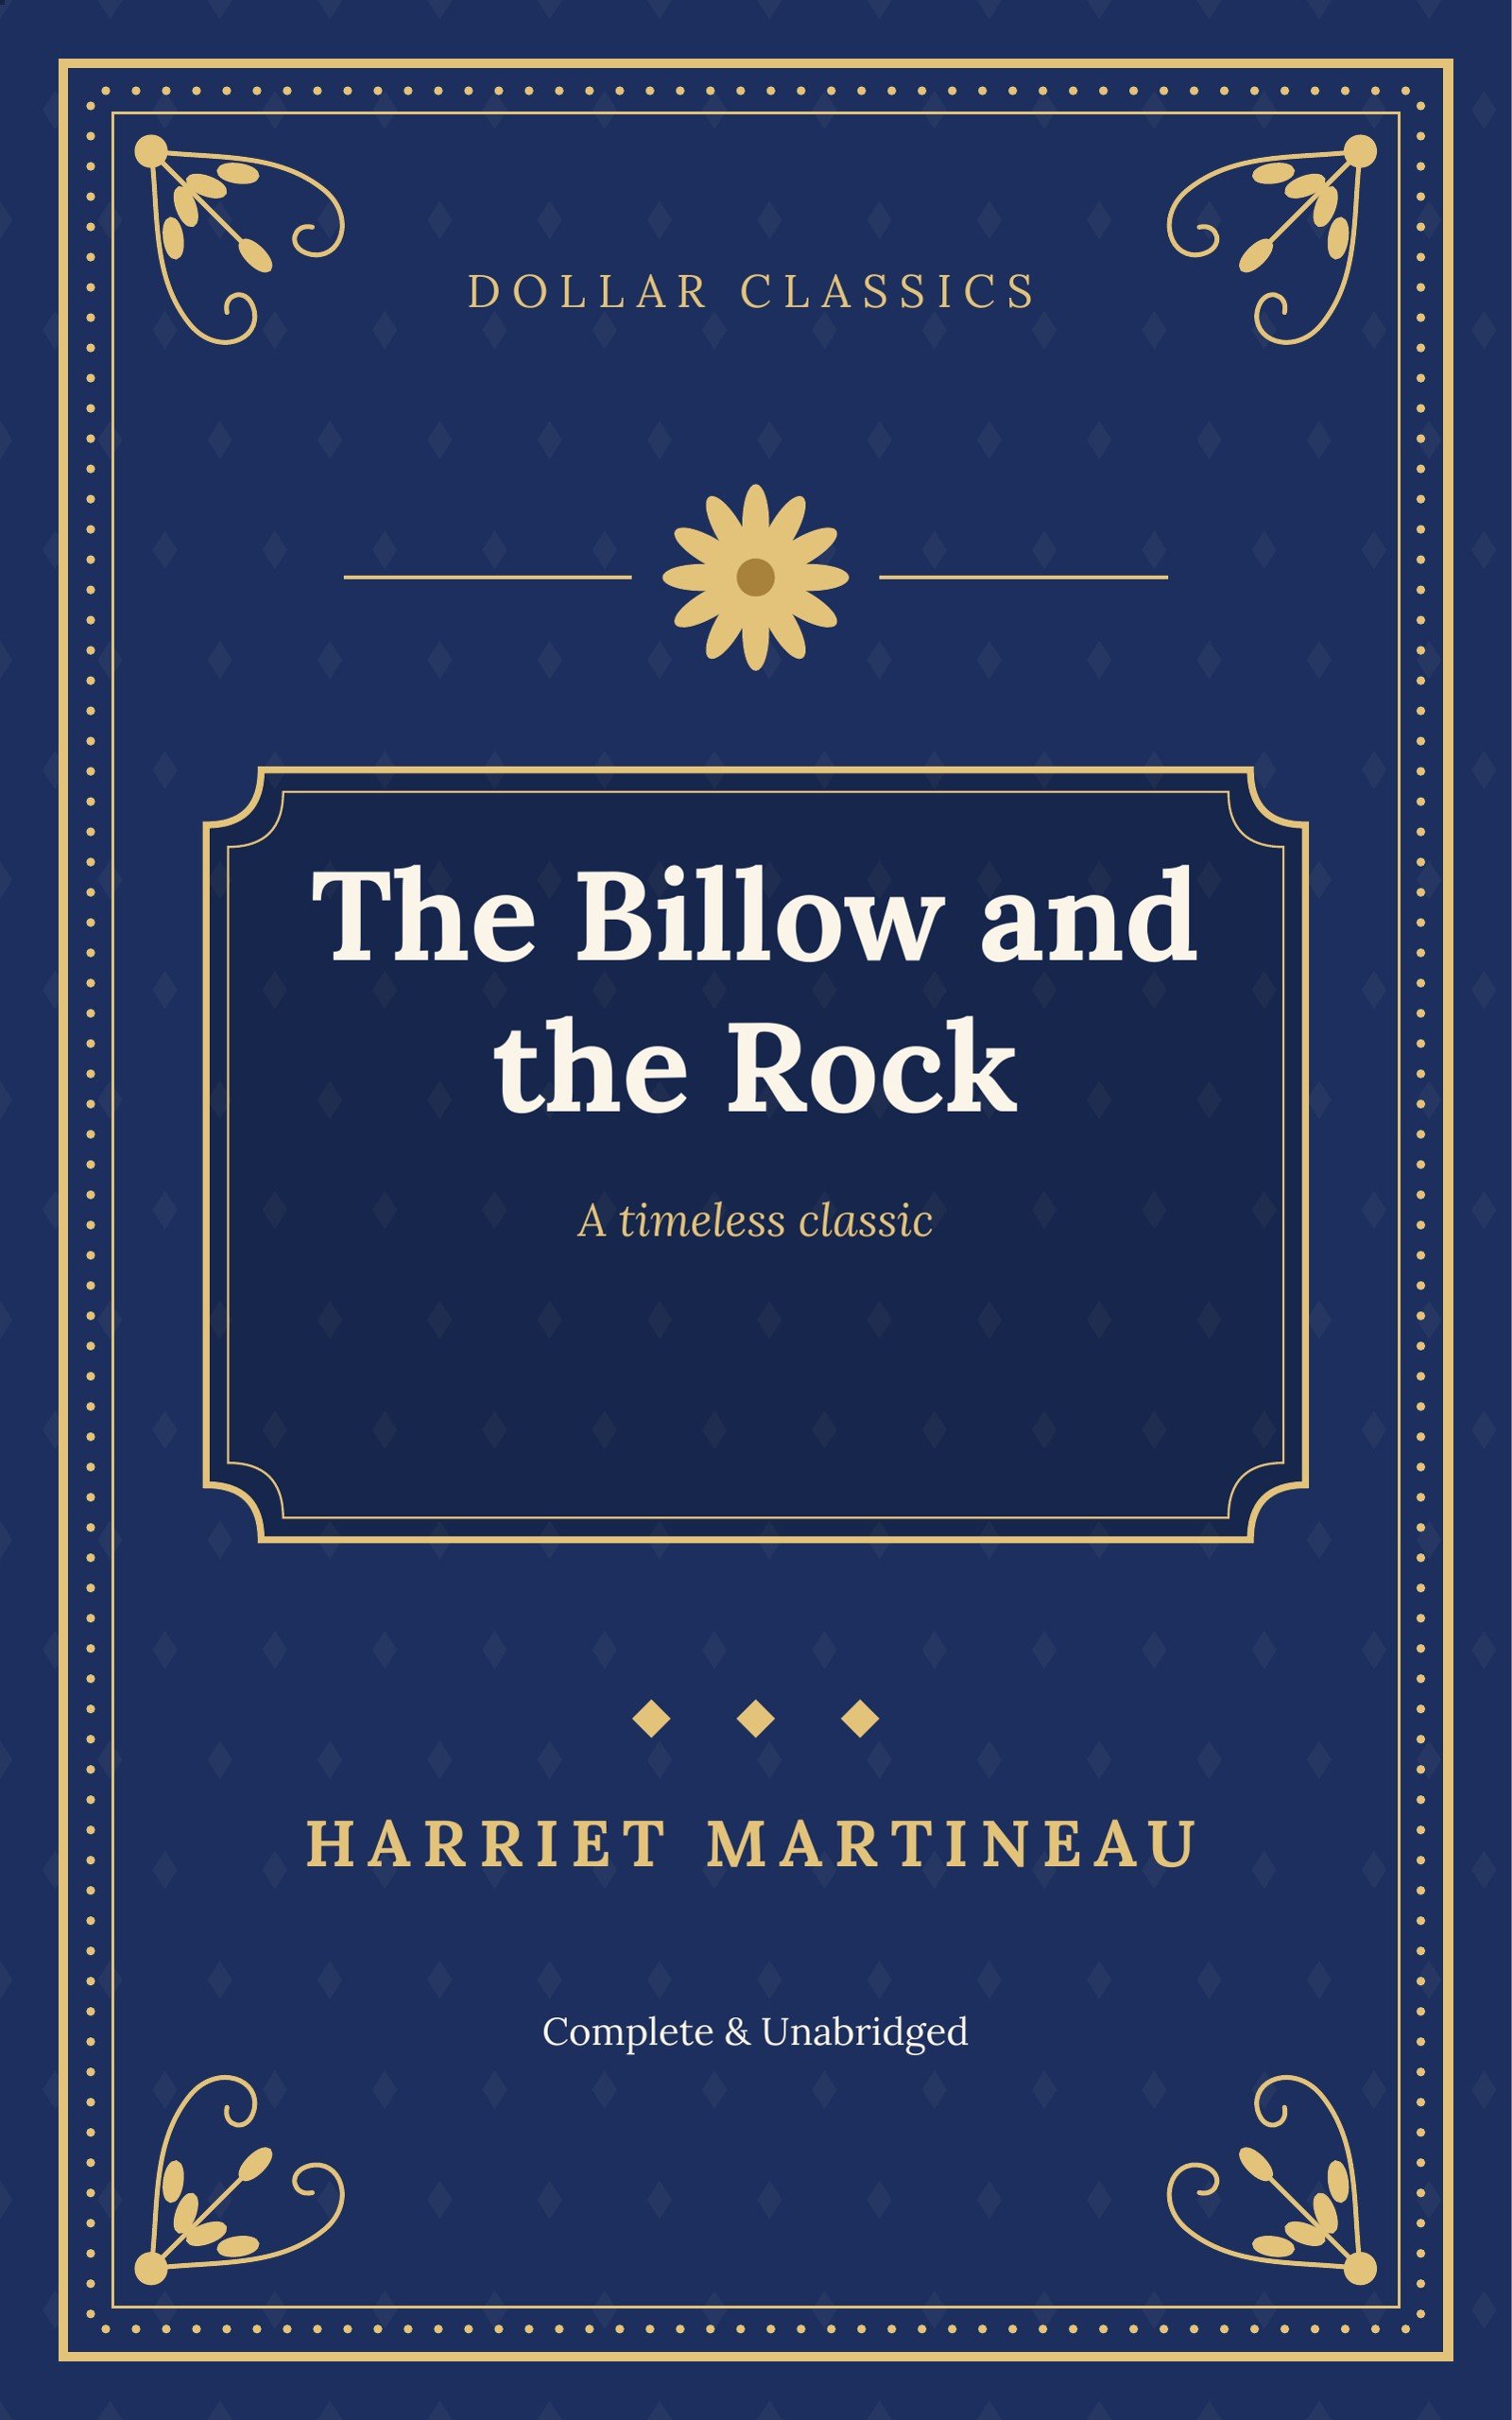 DOLLAR CLASSICS
The Billow and
the Rock
A timeless classic
HARRIET MARTINEAU
Complete & Unabridged